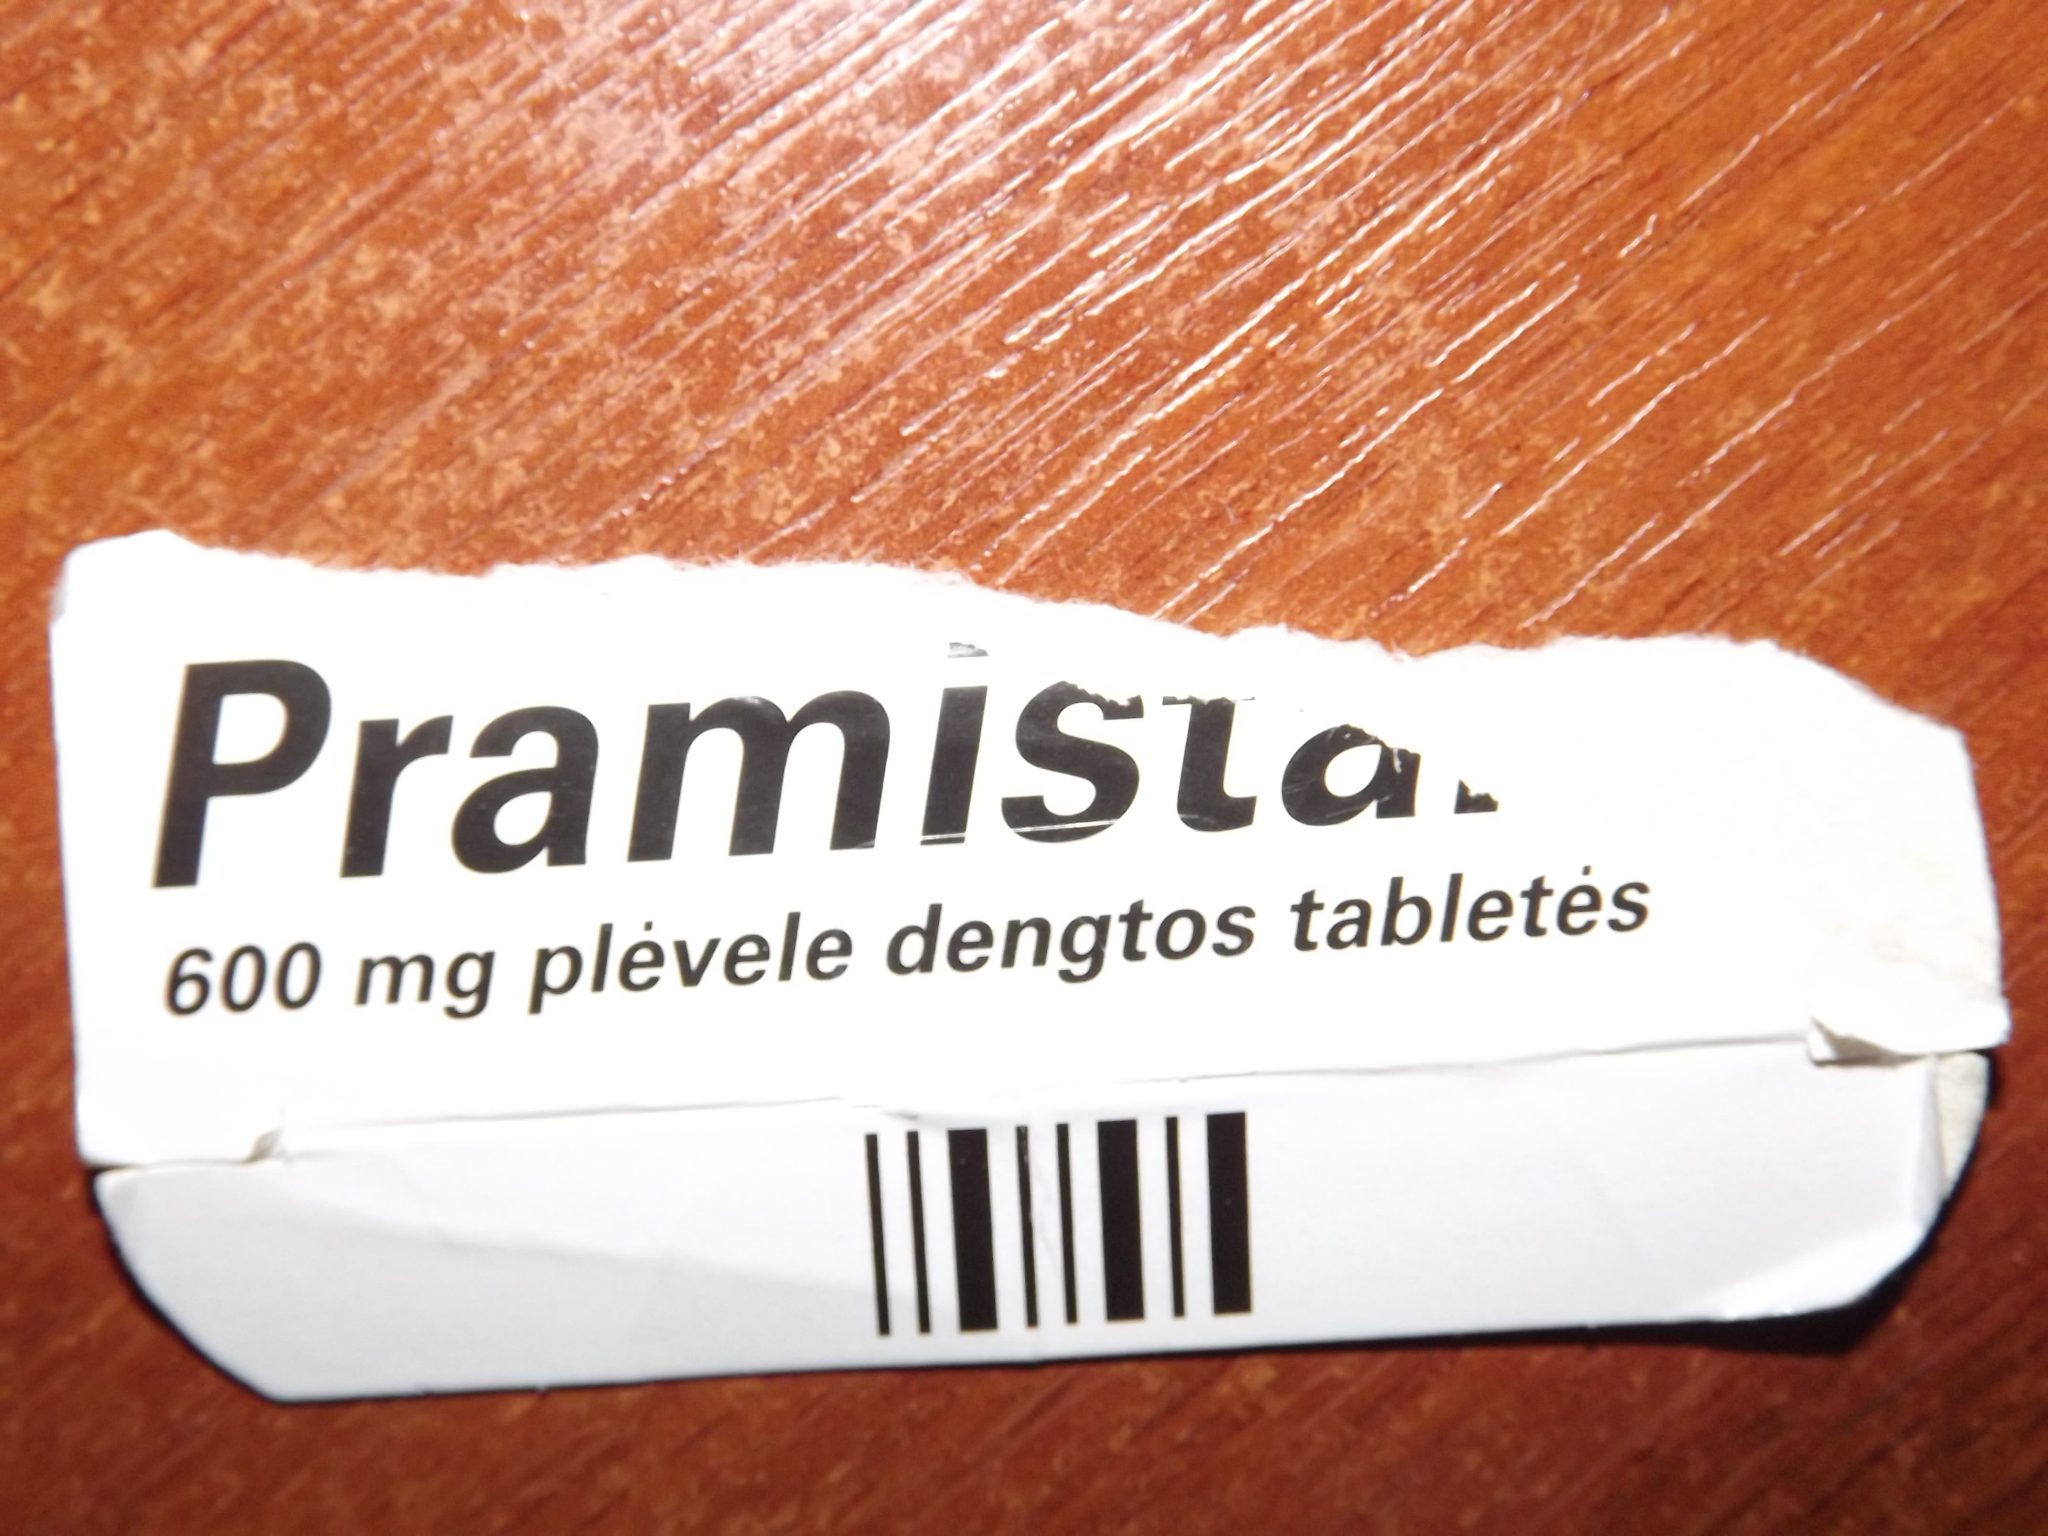 Pramista
600 mg plėvele dengtos tabletės